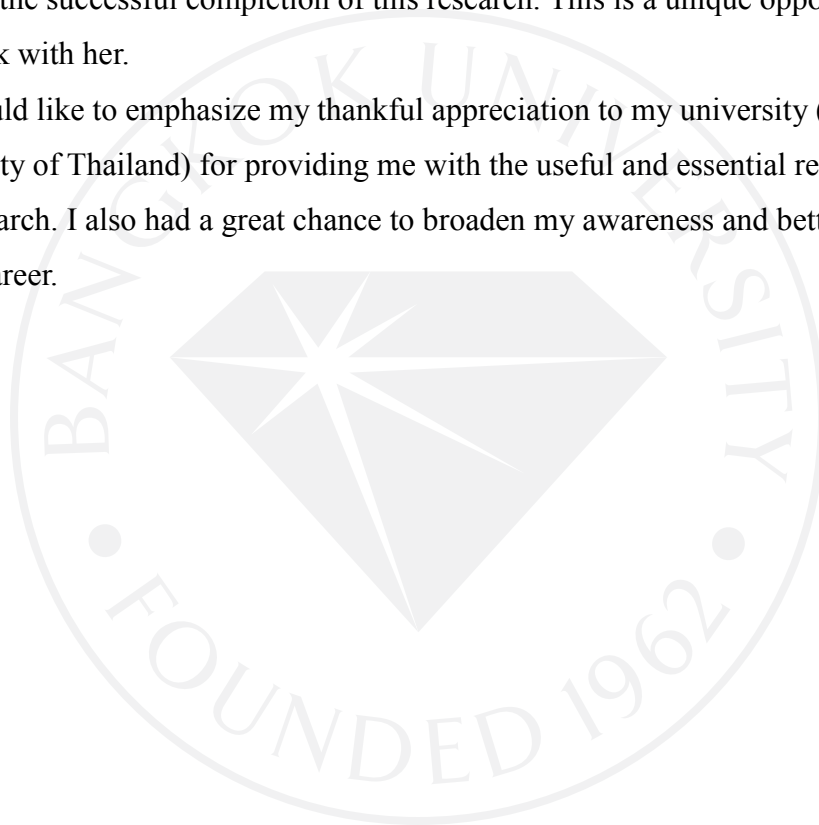 the successful completion of this research. This is a unique oppo
k with her.
uld like to emphasize my thankful appreciation to my university (
ty of Thailand) for providing me with the useful and essential re
arch. I also had a great chance to broaden my awareness and bett
areer.
BANGKOK UNIVERSITY
• FOUNDED 1962 •